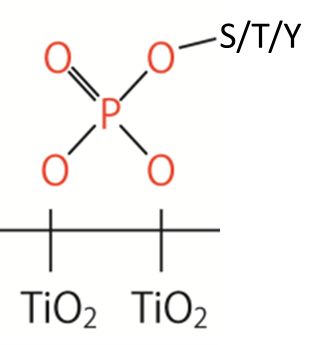 S/T/Y
O O
P
O O
TiO₂ TiO₂